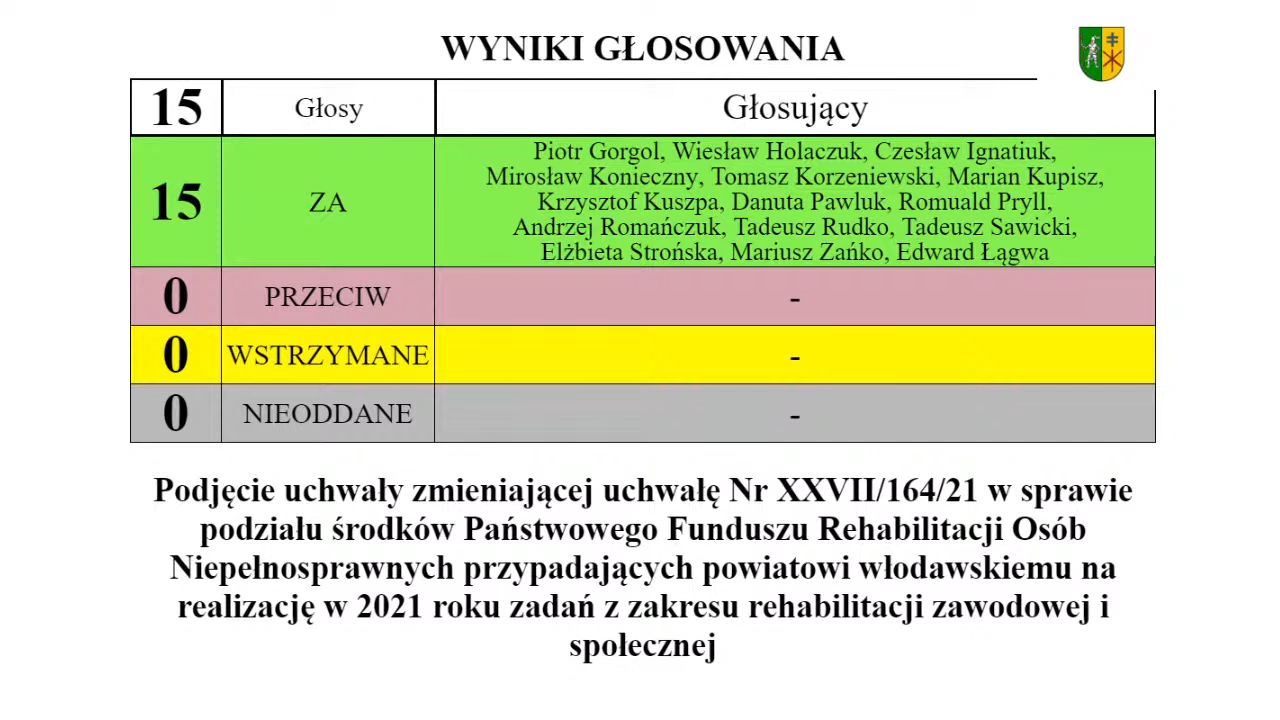 WYNIKI GŁOSOWANIA
15 Głosy Głosujący
15 ZA Piotr Gorgol, Wiesław Holaczuk, Czesław Ignatiuk,
Mirosław Konieczny, Tomasz Korzeniewski, Marian Kupisz,
Krzysztof Kuszpa, Danuta Pawluk, Romuald Pryll,
Andrzej Romańczuk, Tadeusz Rudko, Tadeusz Sawicki,
Elżbieta Strońska, Mariusz Zańko, Edward Łągwa
0 PRZECIW -
0 WSTRZYMANE -
0 NIEODDANE -
Podjęcie uchwały zmieniającej uchwałę Nr XXVII/164/21 w sprawie
podziału środków Państwowego Funduszu Rehabilitacji Osób
Niepełnosprawnych przypadających powiatowi włodawskiemu na
realizację w 2021 roku zadań z zakresu rehabilitacji zawodowej i
społecznej